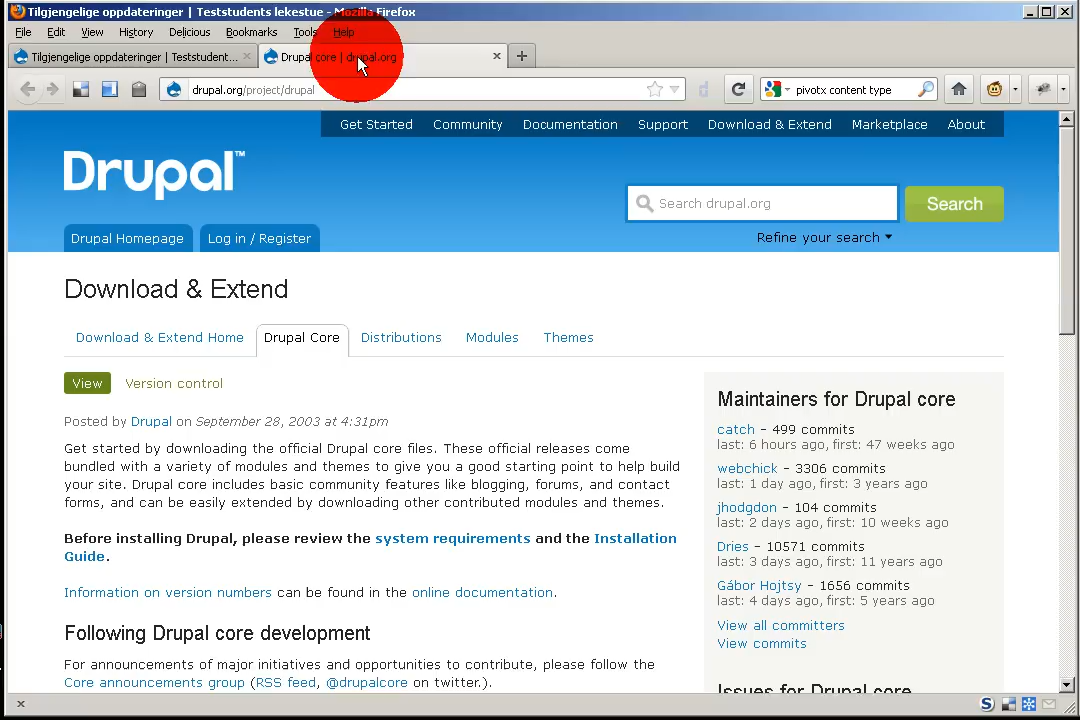 Tilgjengelige oppdateringer | Teststudents lekestue - Mozilla Firefox
File Edit View History Delicious Bookmarks Tools Help
Tilgjengelige oppdateringer | Teststudent... Drupal core | drupal.org
drupal.org/project/drupal pivotx content type
Get Started Community Documentation Support Download & Extend Marketplace About
Drupal™
Search drupal.org Search
Refine your search
Drupal Homepage Log in / Register
Download & Extend
Download & Extend Home Drupal Core Distributions Modules Themes
View Version control
Posted by Drupal on September 28, 2003 at 4:31pm
Get started by downloading the official Drupal core files. These official releases come
bundled with a variety of modules and themes to give you a good starting point to help build
your site. Drupal core includes basic community features like blogging, forums, and contact
forms, and can be easily extended by downloading other contributed modules and themes.
Before installing Drupal, please review the system requirements and the Installation
Guide.
Information on version numbers can be found in the online documentation.
Following Drupal core development
For announcements of major initiatives and opportunities to contribute, please follow the
Core announcements group (RSS feed, @drupalcore on twitter.).
Maintainers for Drupal core
catch - 499 commits
last: 6 hours ago, first: 47 weeks ago
webchick - 3306 commits
last: 1 day ago, first: 3 years ago
jhodgdon - 104 commits
last: 2 days ago, first: 10 weeks ago
Dries - 10571 commits
last: 3 days ago, first: 11 years ago
Gábor Hojtsy - 1656 commits
last: 4 days ago, first: 5 years ago
View all committers
View commits
Issues for Drupal core